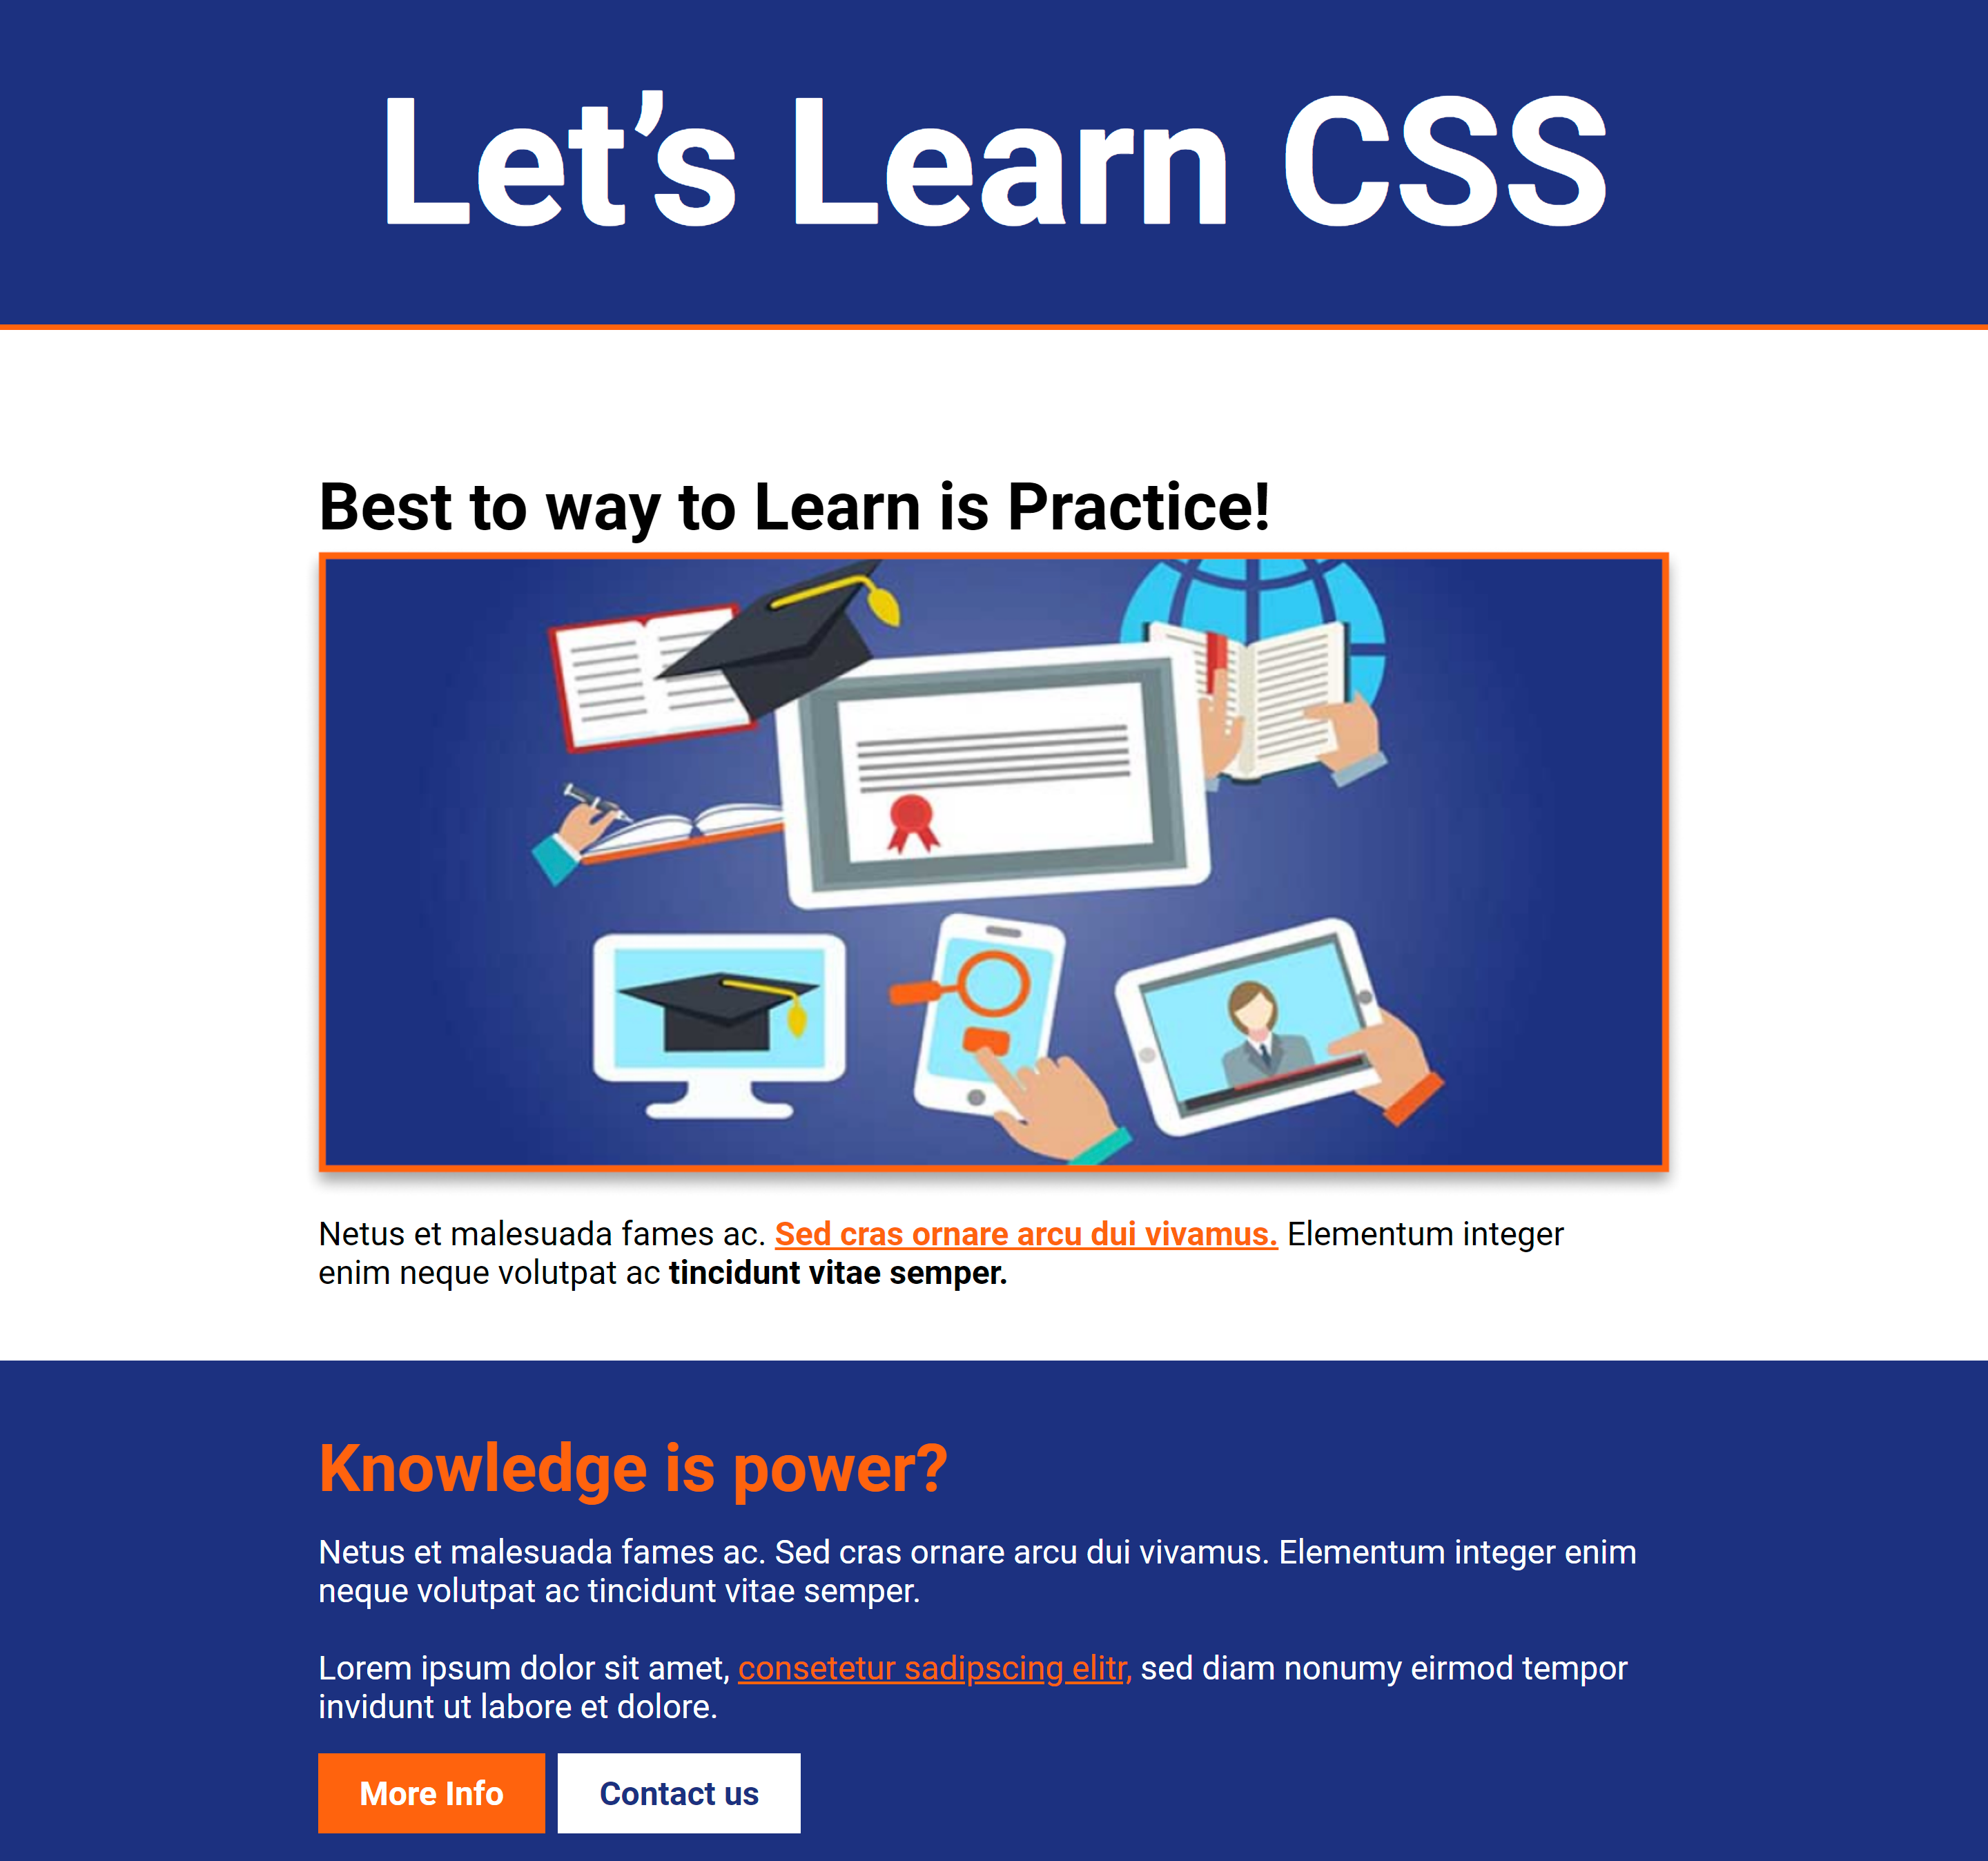 Let’s Learn CSS
Best to way to Learn is Practice!
Netus et malesuada fames ac. Sed cras ornare arcu dui vivamus. Elementum integer
enim neque volutpat ac tincidunt vitae semper.
Knowledge is power?
Netus et malesuada fames ac. Sed cras ornare arcu dui vivamus. Elementum integer enim
neque volutpat ac tincidunt vitae semper.
Lorem ipsum dolor sit amet, consetetur sadipscing elitr, sed diam nonumy eirmod tempor
invidunt ut labore et dolore.
More Info
Contact us